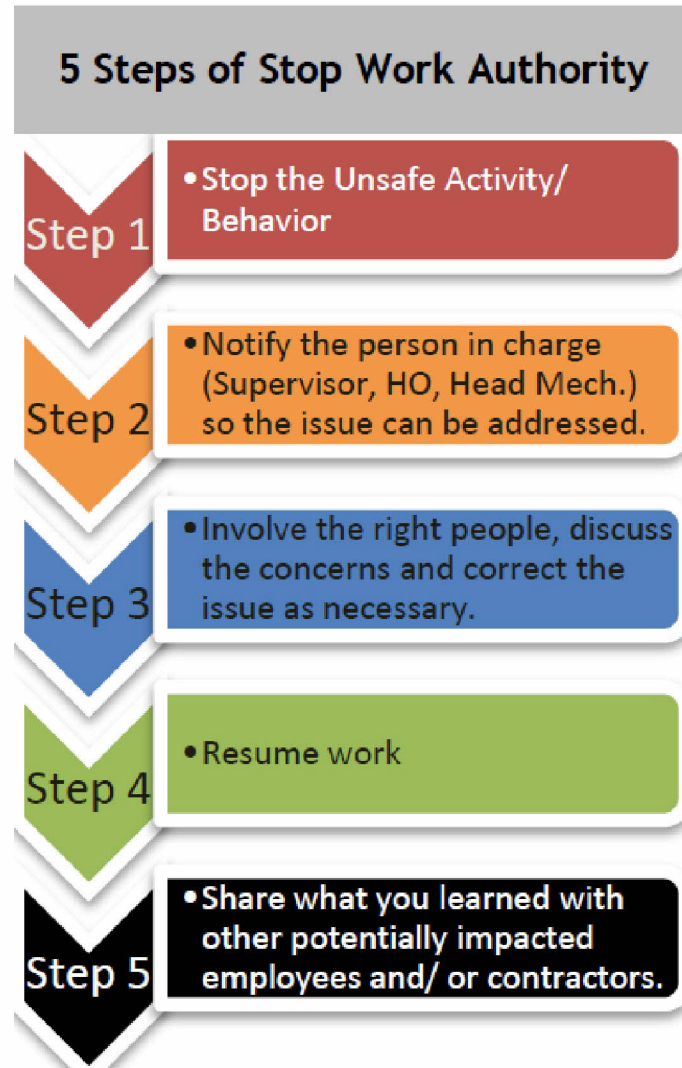 5 Steps of Stop Work Authority
Step 1
•Stop the Unsafe Activity/
Behavior
Step 2
•Notify the person in charge
(Supervisor, HO, Head Mech.)
so the issue can be addressed.
Step 3
•Involve the right people, discuss
the concerns and correct the
issue as necessary.
Step 4
•Resume work
Step 5
•Share what you learned with
other potentially impacted
employees and/ or contractors.